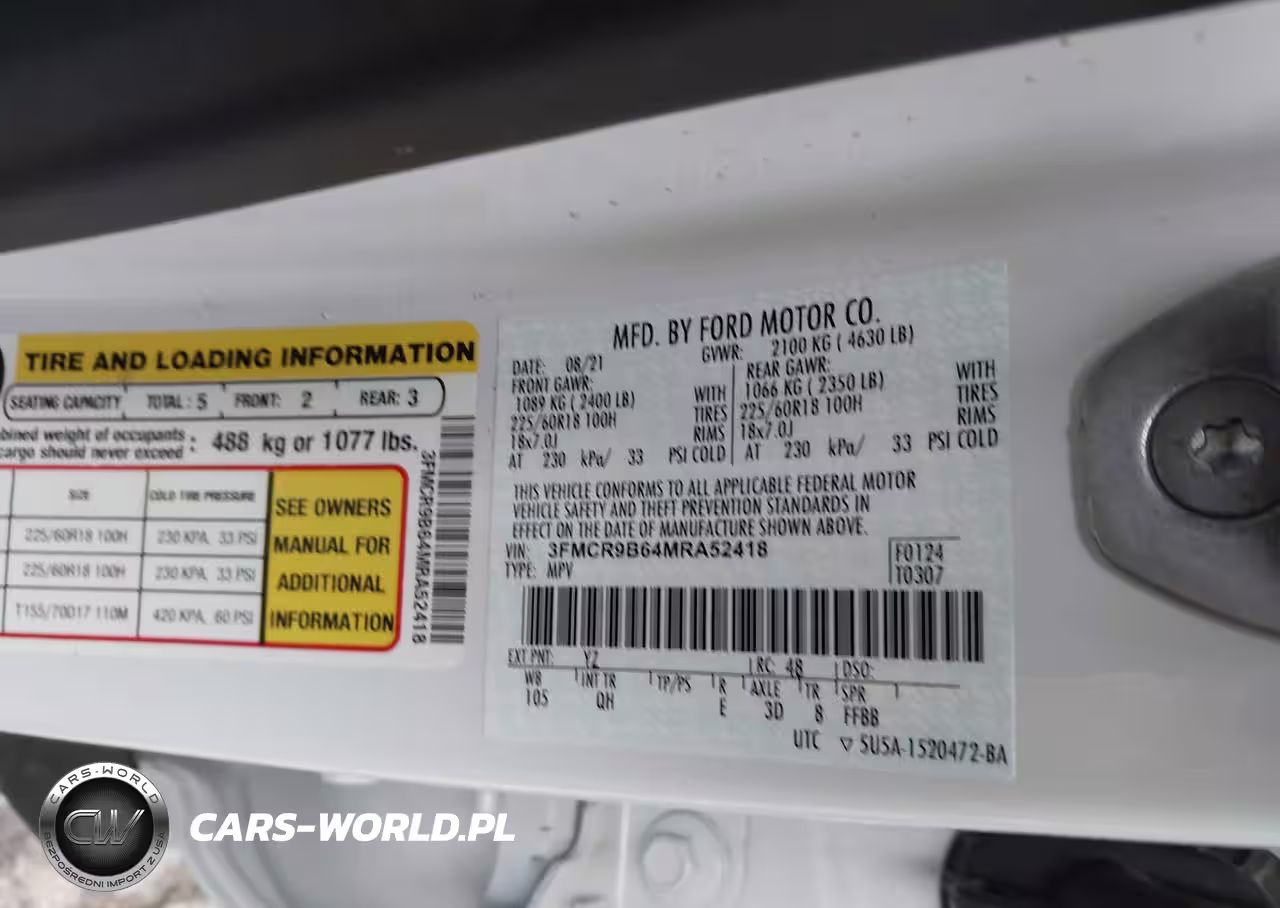 TIRE AND LOADING INFORMATION
SEATING CAPACITY TOTAL: 5 FRONT: 2 REAR: 3
bined weight of occupants : 488 kg or 1077 lbs.
cargo should never exceed
SIZE COLD TIRE PRESSURE
225/60R18 100H 230 KPA, 33 PSI
225/60R18 100H 230 KPA, 33 PSI
T155/70D17 110M 420 KPA, 60 PSI
SEE OWNERS
MANUAL FOR
ADDITIONAL
INFORMATION
3FMCR9B64MRA52418
MFD. BY FORD MOTOR CO.
DATE: 08/21 GVWR: 2100 KG ( 4630 LB)
FRONT GAWR: REAR GAWR:
1089 KG ( 2400 LB) WITH 1066 KG ( 2350 LB) WITH
225/60R18 100H TIRES 225/60R18 100H TIRES
18x7.0J RIMS 18x7.0J RIMS
AT 230 kPa/ 33 PSI COLD AT 230 kPa/ 33 PSI COLD
THIS VEHICLE CONFORMS TO ALL APPLICABLE FEDERAL MOTOR
VEHICLE SAFETY AND THEFT PREVENTION STANDARDS IN
EFFECT ON THE DATE OF MANUFACTURE SHOWN ABOVE.
VIN: 3FMCR9B64MRA52418 F0124
TYPE: MPV T0307
EXT PNT: YZ RC: 48 DSO:
WB INT TR TP/PS R AXLE TR SPR
105 QH E 3D 8 FFBB
UTC ▽ 5U5A-1520472-BA
CARS-WORLD
CW
BEZPOŚREDNI IMPORT Z USA
CARS-WORLD.PL